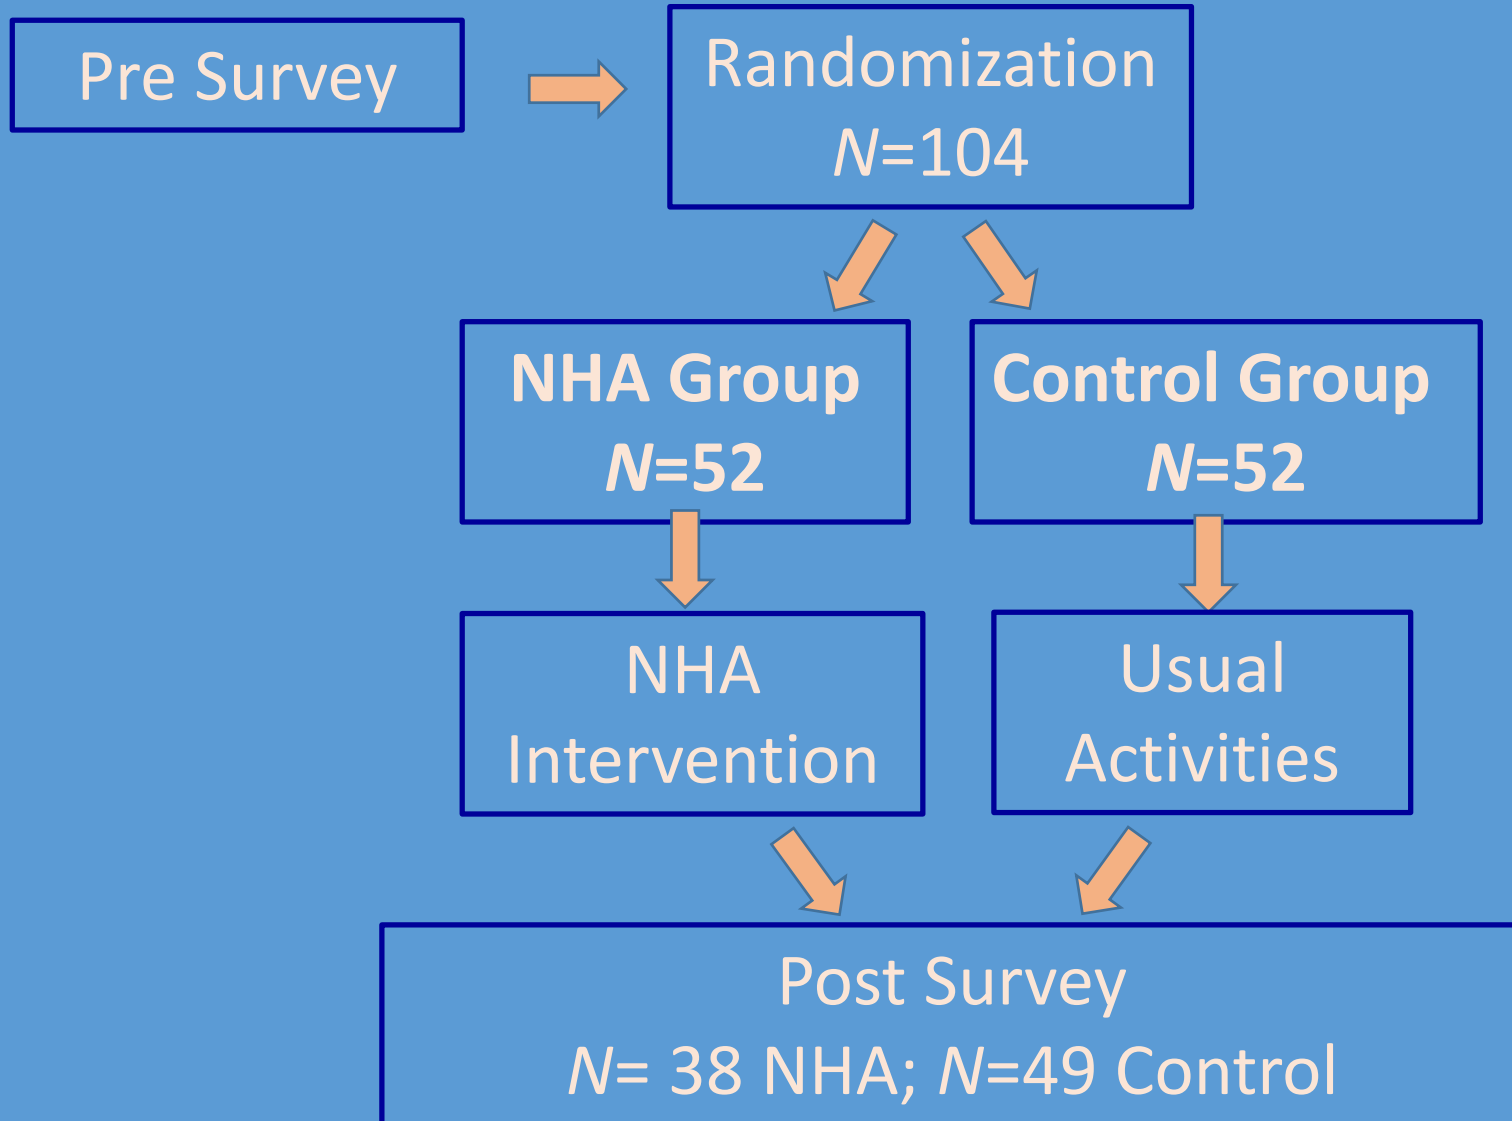 Pre Survey
Randomization
N=104
NHA Group
N=52
Control Group
N=52
NHA
Intervention
Usual
Activities
Post Survey
N= 38 NHA; N=49 Control